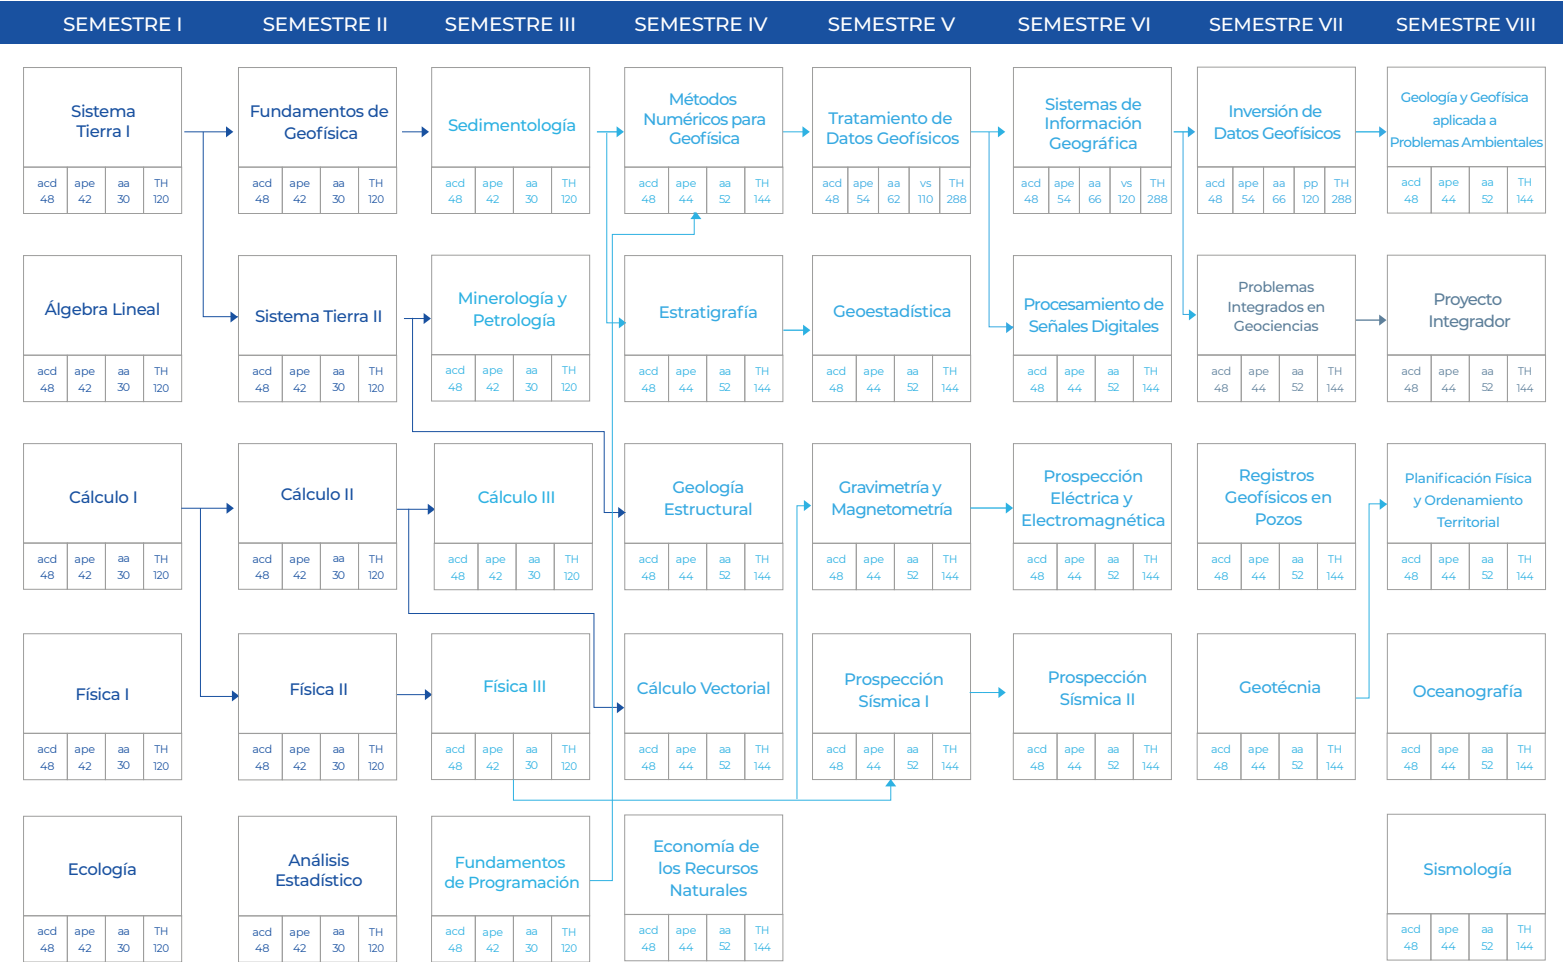 SEMESTRE I SEMESTRE II SEMESTRE III SEMESTRE IV SEMESTRE V SEMESTRE VI SEMESTRE VII SEMESTRE VIII
Sistema
Tierra I
acd ape aa TH
48 42 30 120
Fundamentos de
Geofísica
acd ape aa TH
48 42 30 120
Sedimentología
acd ape aa TH
48 42 30 120
Métodos
Numéricos para
Geofísica
acd ape aa TH
48 44 52 144
Tratamiento de
Datos Geofísicos
acd ape aa vs TH
48 54 62 110 288
Sistemas de
Información
Geográfica
acd ape aa vs TH
48 54 66 120 288
Inversión de
Datos Geofísicos
acd ape aa pp TH
48 54 66 120 288
Geología y Geofísica
aplicada a
Problemas Ambientales
acd ape aa TH
48 44 52 144
Álgebra Lineal
acd ape aa TH
48 42 30 120
Sistema Tierra II
acd ape aa TH
48 42 30 120
Minerología y
Petrología
acd ape aa TH
48 42 30 120
Estratigrafía
acd ape aa TH
48 44 52 144
Geoestadística
acd ape aa TH
48 44 52 144
Procesamiento de
Señales Digitales
acd ape aa TH
48 44 52 144
Problemas
Integrados en
Geociencias
acd ape aa TH
48 44 52 144
Proyecto
Integrador
acd ape aa TH
48 44 52 144
Cálculo I
acd ape aa TH
48 42 30 120
Cálculo II
acd ape aa TH
48 42 30 120
Cálculo III
acd ape aa TH
48 42 30 120
Geología
Estructural
acd ape aa TH
48 44 52 144
Gravimetría y
Magnetometría
acd ape aa TH
48 44 52 144
Prospección
Eléctrica y
Electromagnética
acd ape aa TH
48 44 52 144
Registros
Geofísicos en
Pozos
acd ape aa TH
48 44 52 144
Planificación Física
y Ordenamiento
Territorial
acd ape aa TH
48 44 52 144
Física I
acd ape aa TH
48 42 30 120
Física II
acd ape aa TH
48 42 30 120
Física III
acd ape aa TH
48 42 30 120
Cálculo Vectorial
acd ape aa TH
48 44 52 144
Prospección
Sísmica I
acd ape aa TH
48 44 52 144
Prospección
Sísmica II
acd ape aa TH
48 44 52 144
Geotécnia
acd ape aa TH
48 44 52 144
Oceanografía
acd ape aa TH
48 44 52 144
Ecología
acd ape aa TH
48 42 30 120
Análisis
Estadístico
acd ape aa TH
48 42 30 120
Fundamentos
de Programación
acd ape aa TH
48 42 30 120
Economía de
los Recursos
Naturales
acd ape aa TH
48 44 52 144
Sismología
acd ape aa TH
48 44 52 144